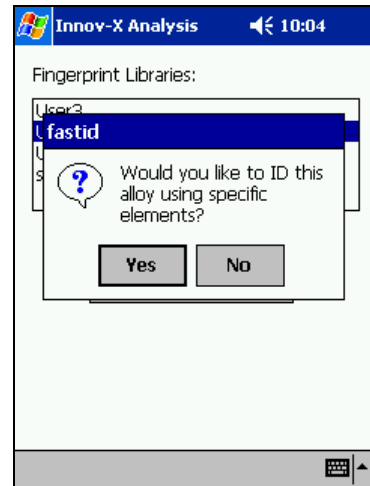 Innov-X Analysis 10:04
Fingerprint Libraries:
User3
fastid
Would you like to ID this
alloy using specific
elements?
Yes No